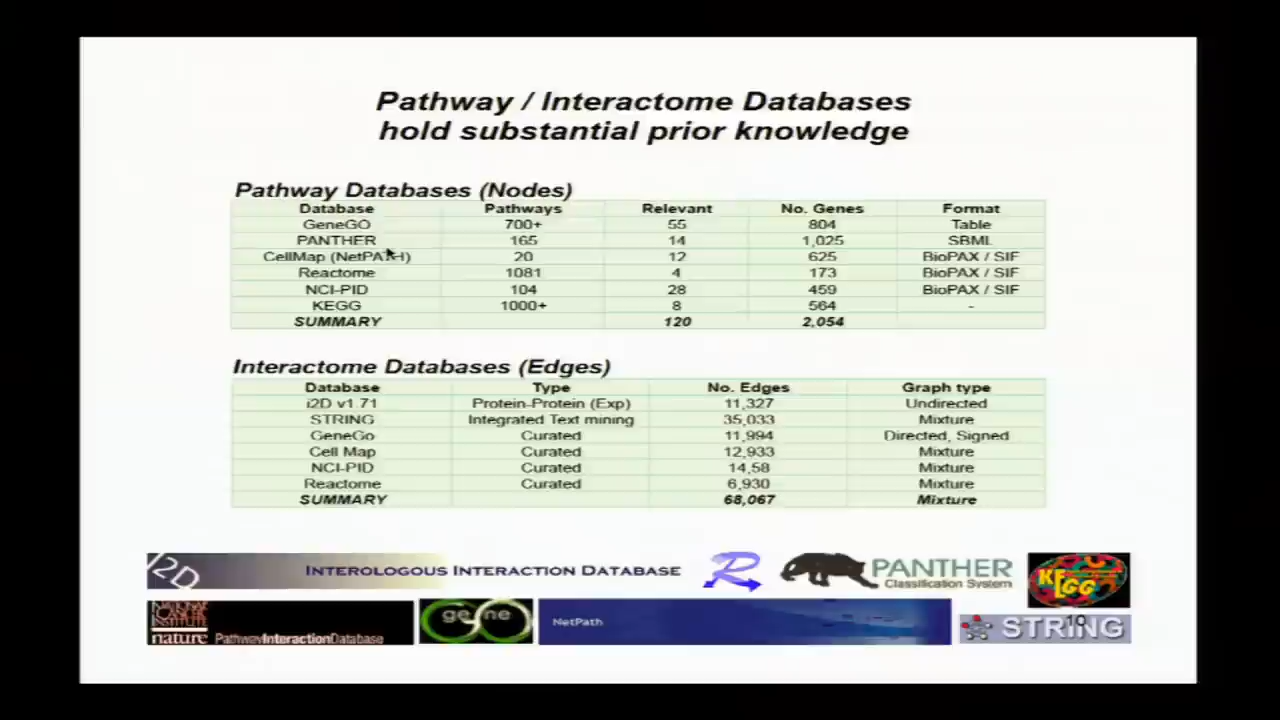 Pathway / Interactome Databases
hold substantial prior knowledge
Pathway Databases (Nodes)
Database Pathways Relevant No. Genes Format
GeneGO 700+ 55 804 Table
PANTHER 165 14 1,025 SBML
CellMap (NetPATH) 20 12 625 BioPAX / SIF
Reactome 1081 4 173 BioPAX / SIF
NCI-PID 104 28 459 BioPAX / SIF
KEGG 1000+ 8 564 -
SUMMARY 120 2,054
Interactome Databases (Edges)
Database Type No. Edges Graph type
i2D v1.71 Protein-Protein (Exp) 11,327 Undirected
STRING Integrated Text mining 35,033 Mixture
GeneGo Curated 11,994 Directed, Signed
Cell Map Curated 12,933 Mixture
NCI-PID Curated 14,58 Mixture
Reactome Curated 6,930 Mixture
SUMMARY 68,067 Mixture
I2D INTEROLOGOUS INTERACTION DATABASE R PANTHER
Classification System
KEGG
NATIONAL
CANCER
INSTITUTE
nature PathwayInteractionDatabase
gene GO
NetPath
STRING
10